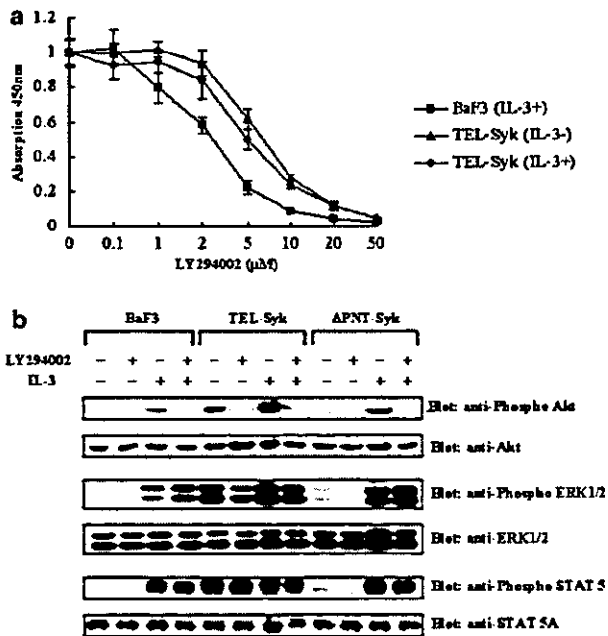 a
1.2
1
0.8
0.6
0.4
0.2
0
Absorption 450nm
0 0.1 1 2 5 10 20 50
LY294002 (µM)
BaF3 (IL-3+)
TEL-Syk (IL-3-)
TEL-Syk (IL-3+)
b
BaF3 TEL-Syk ΔPNT-Syk
LY294002 - + - + - + - + - + - +
IL-3 - - + + - - + + - - + +
Blot: anti-Phospho Akt
Blot: anti-Akt
Blot: anti-Phospho ERK1/2
Blot: anti-ERK1/2
Blot: anti-Phospho STAT 5
Blot: anti-STAT 5A